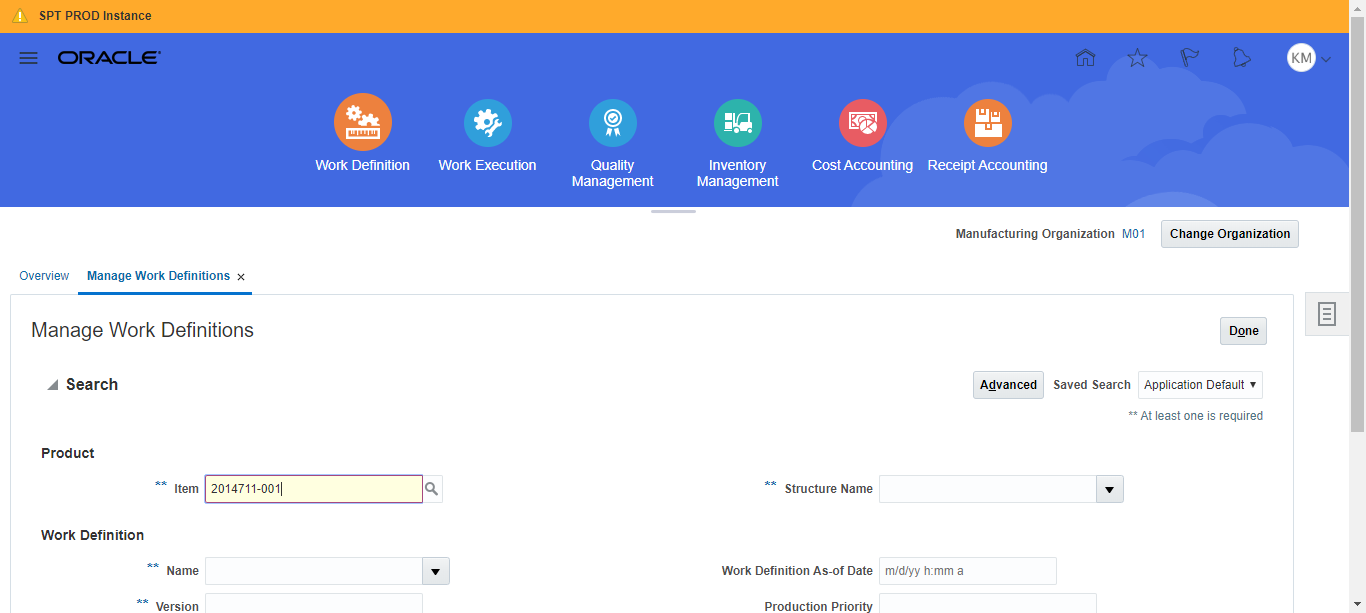 SPT PROD Instance
ORACLE
KM
Work Definition
Work Execution
Quality
Management
Inventory
Management
Cost Accounting
Receipt Accounting
Manufacturing Organization M01 Change Organization
Overview Manage Work Definitions ×
Manage Work Definitions
Done
Search
Advanced Saved Search Application Default
** At least one is required
Product
** Item 2014711-001
** Structure Name
Work Definition
** Name
Work Definition As-of Date m/d/yy h:mm a
** Version
Production Priority